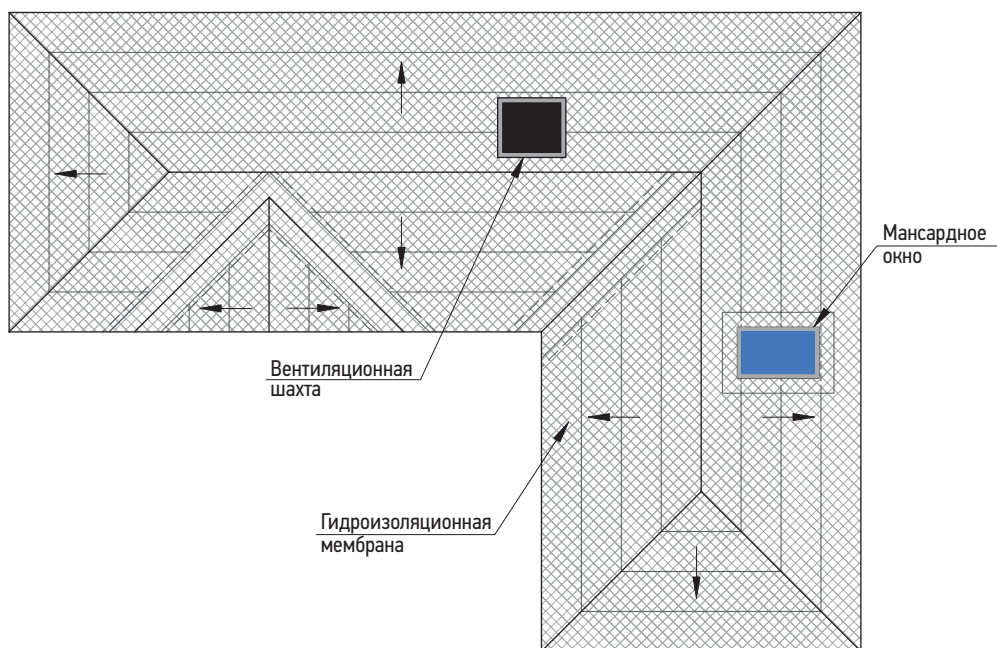 Мансардное
окно
Вентиляционная
шахта
Гидроизоляционная
мембрана